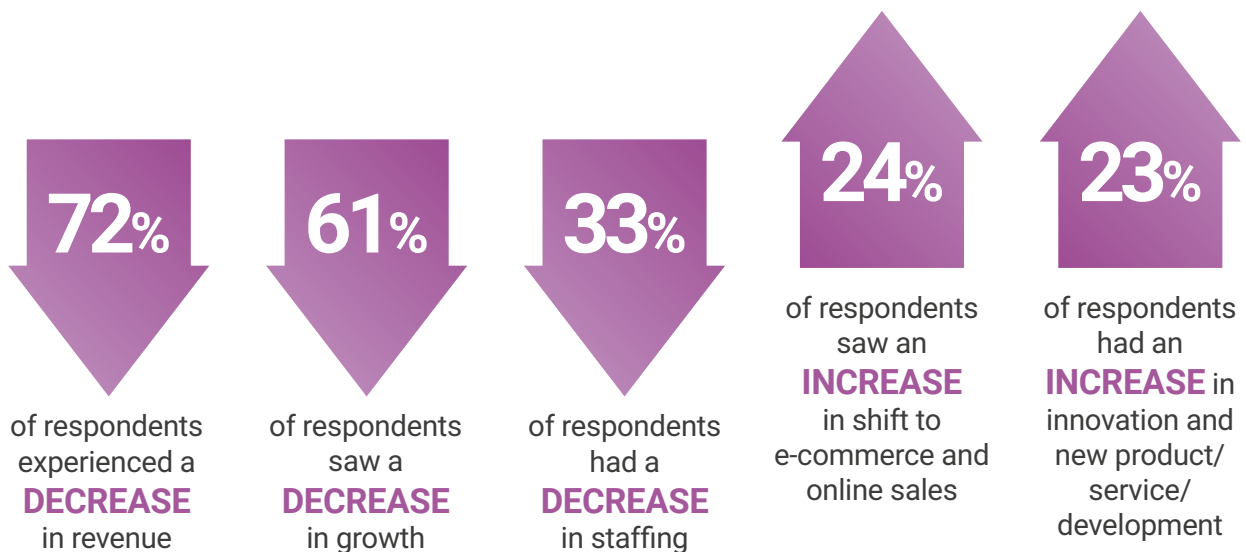 72%
of respondents
experienced a
DECREASE
in revenue
61%
of respondents
saw a
DECREASE
in growth
33%
of respondents
had a
DECREASE
in staffing
24%
of respondents
saw an
INCREASE
in shift to
e-commerce and
online sales
23%
of respondents
had an
INCREASE in
innovation and
new product/
service/
development